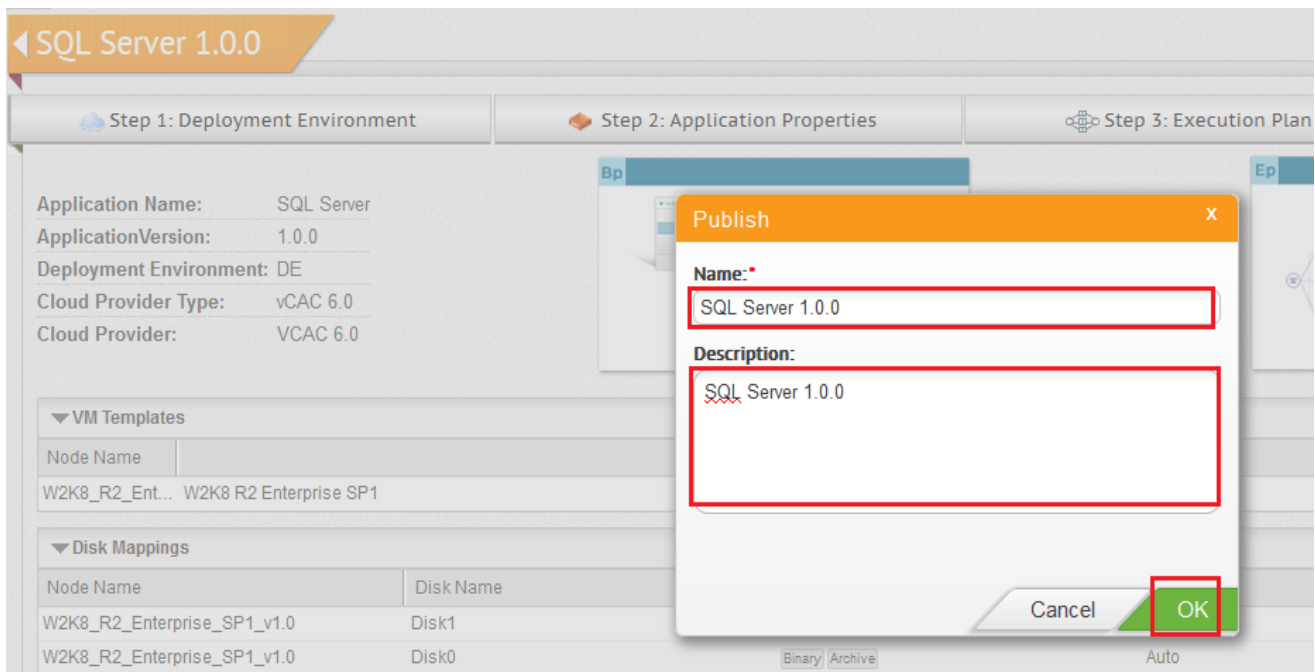 SQL Server 1.0.0
Step 1: Deployment Environment
Step 2: Application Properties
Step 3: Execution Plan
Application Name: SQL Server
ApplicationVersion: 1.0.0
Deployment Environment: DE
Cloud Provider Type: vCAC 6.0
Cloud Provider: VCAC 6.0
Bp
Ep
Publish x
Name:*
SQL Server 1.0.0
Description:
SQL Server 1.0.0
Cancel OK
VM Templates
Node Name
W2K8_R2_Ent... W2K8 R2 Enterprise SP1
Disk Mappings
Node Name Disk Name
W2K8_R2_Enterprise_SP1_v1.0 Disk1
W2K8_R2_Enterprise_SP1_v1.0 Disk0 Binary Archive Auto